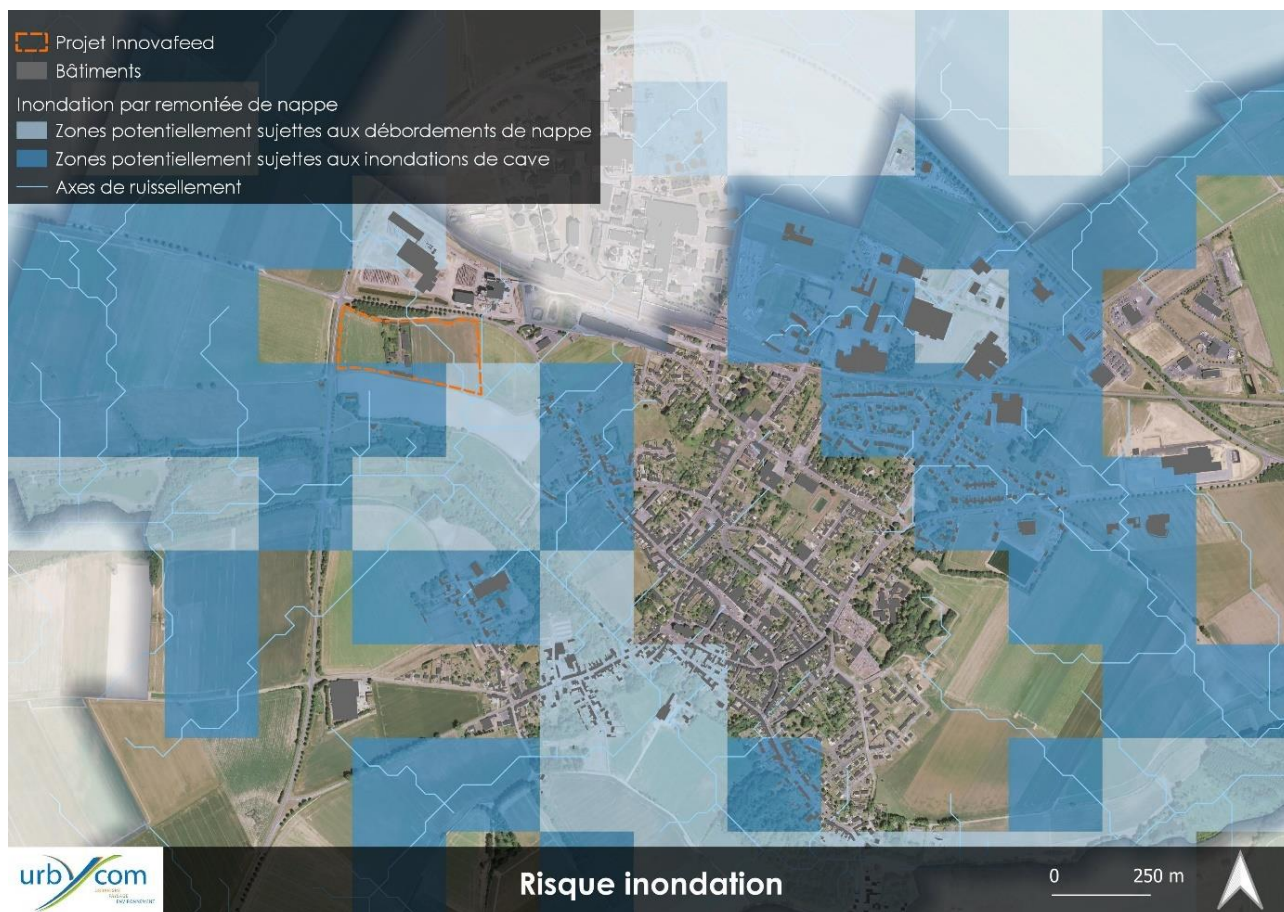 Projet Innovafeed
Bâtiments
Inondation par remontée de nappe
Zones potentiellement sujettes aux débordements de nappe
Zones potentiellement sujettes aux inondations de cave
Axes de ruissellement
urbycom
ENVIRONNEMENT
Risque inondation
0 250 m